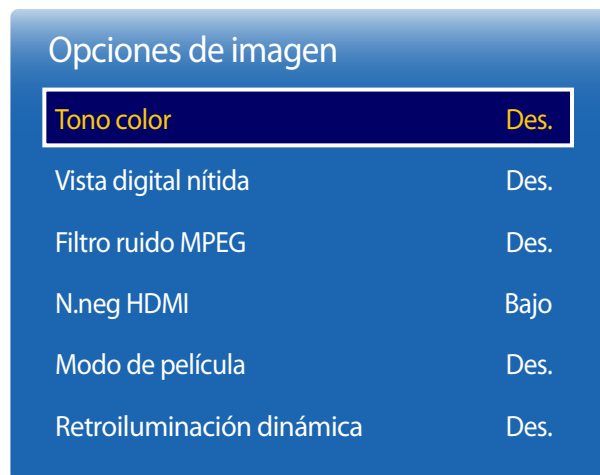 Opciones de imagen
Tono color Des.
Vista digital nítida Des.
Filtro ruido MPEG Des.
N.neg HDMI Bajo
Modo de película Des.
Retroiluminación dinámica Des.